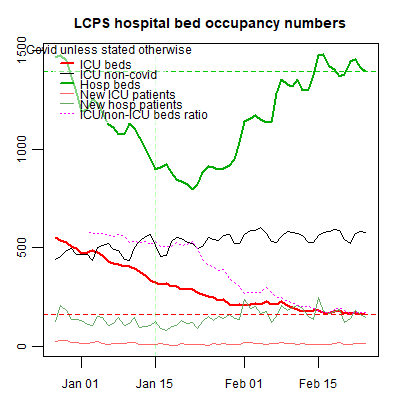 LCPS hospital bed occupancy numbers
Covid unless stated otherwise
ICU beds
ICU non-covid
Hosp beds
New ICU patients
New hosp patients
ICU/non-ICU beds ratio
1500
1000
500
0
Jan 01
Jan 15
Feb 01
Feb 15